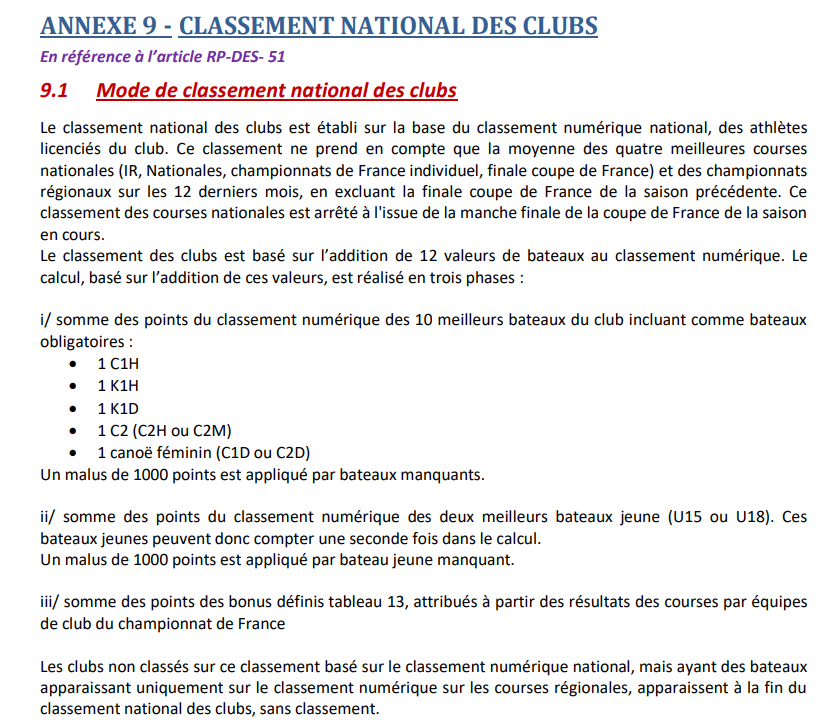 ANNEXE 9 - CLASSEMENT NATIONAL DES CLUBS
En référence à l'article RP-DES- 51
9.1 Mode de classement national des clubs
Le classement national des clubs est établi sur la base du classement numérique national, des athlètes
licenciés du club. Ce classement ne prend en compte que la moyenne des quatre meilleures courses
nationales (IR, Nationales, championnats de France individuel, finale coupe de France) et des championnats
régionaux sur les 12 derniers mois, en excluant la finale coupe de France de la saison précédente. Ce
classement des courses nationales est arrêté à l'issue de la manche finale de la coupe de France de la saison
en cours.
Le classement des clubs est basé sur l'addition de 12 valeurs de bateaux au classement numérique. Le
calcul, basé sur l'addition de ces valeurs, est réalisé en trois phases :
i/ somme des points du classement numérique des 10 meilleurs bateaux du club incluant comme bateaux
obligatoires :
• 1 C1H
• 1 K1H
• 1 K1D
• 1 C2 (C2H ou C2M)
• 1 canoë féminin (C1D ou C2D)
Un malus de 1000 points est appliqué par bateaux manquants.
ii/ somme des points du classement numérique des deux meilleurs bateaux jeune (U15 ou U18). Ces
bateaux jeunes peuvent donc compter une seconde fois dans le calcul.
Un malus de 1000 points est appliqué par bateau jeune manquant.
iii/ somme des points des bonus définis tableau 13, attribués à partir des résultats des courses par équipes
de club du championnat de France
Les clubs non classés sur ce classement basé sur le classement numérique national, mais ayant des bateaux
apparaissant uniquement sur le classement numérique sur les courses régionales, apparaissent à la fin du
classement national des clubs, sans classement.